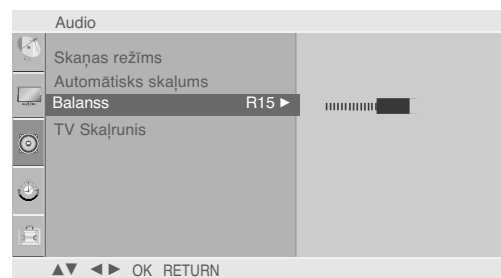 Audio
Skaņas režīms
Automātisks skaļums
Balanss R15 ►
TV Skaļrunis
▲▼ ◄► OK RETURN